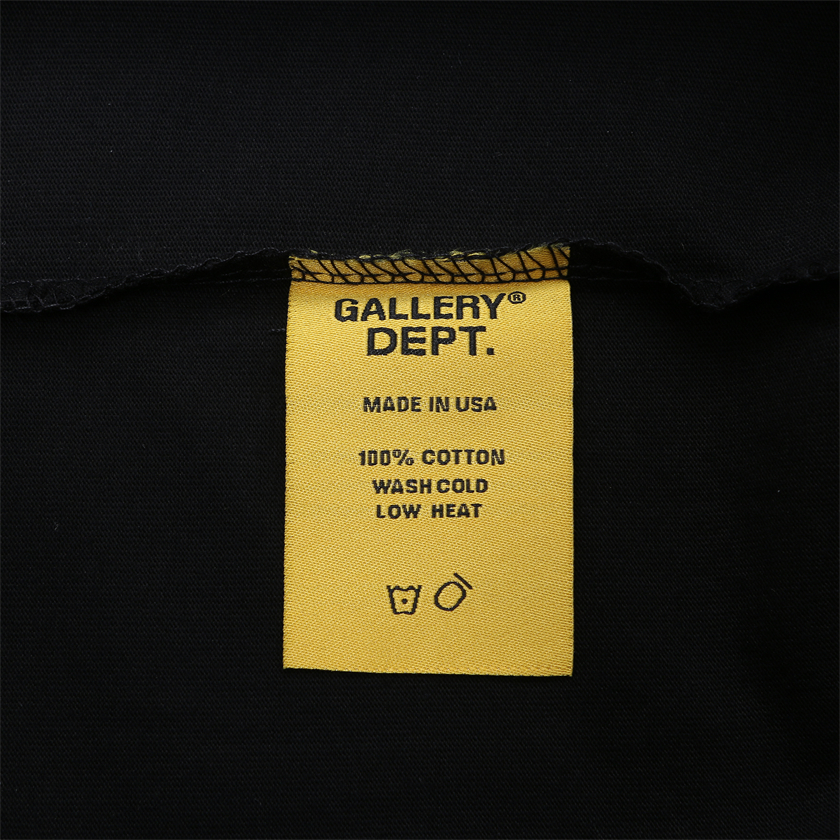 GALLERY®
DEPT.
MADE IN USA
100% COTTON
WASH COLD
LOW HEAT